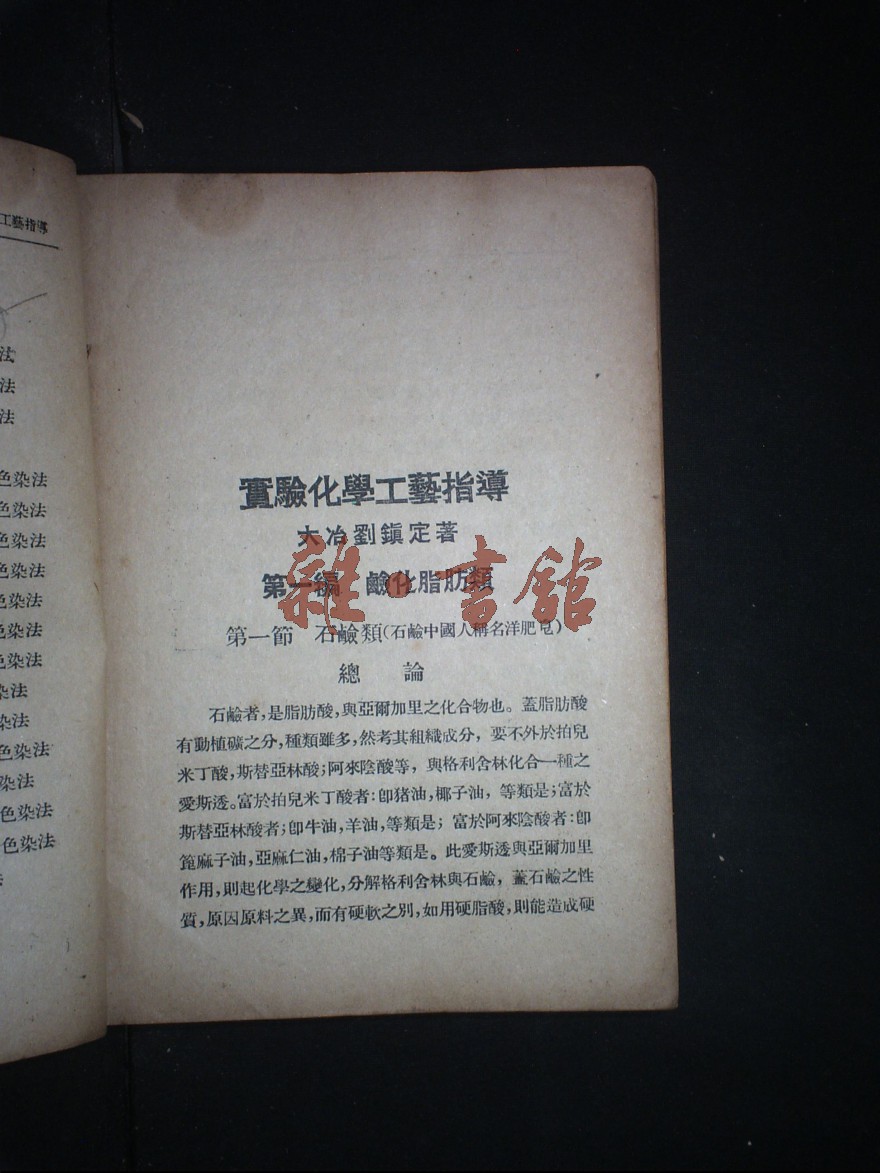 工藝指導
法
法
法
色染法
色染法
色染法
色染法
色染法
色染法
色染法
染法
染法
色染法
染法
色染法
色染法
實驗化學工藝指導
大冶劉鎮定著
第一編 鹼化脂肪類
第一節 石鹼類(石鹼中國人稱名洋肥皂)
總論
石鹼者,是脂肪酸,與亞爾加里之化合物也。蓋脂肪酸
有動植礦之分,種類雖多,然考其組織成分,要不外於拍兒
米丁酸,斯替亞林酸;阿來陰酸等,與格利舍林化合一種之
愛斯透。富於拍兒米丁酸者:卽猪油,椰子油,等類是;富於
斯替亞林酸者;卽牛油,羊油,等類是;富於阿來陰酸者:卽
篦麻子油,亞麻仁油,棉子油等類是。此愛斯透與亞爾加里
作用,則起化學之變化,分解格利舍林與石鹼,蓋石鹼之性
質,原因原料之異,而有硬軟之別,如用硬脂酸,則能造成硬
雜·書館